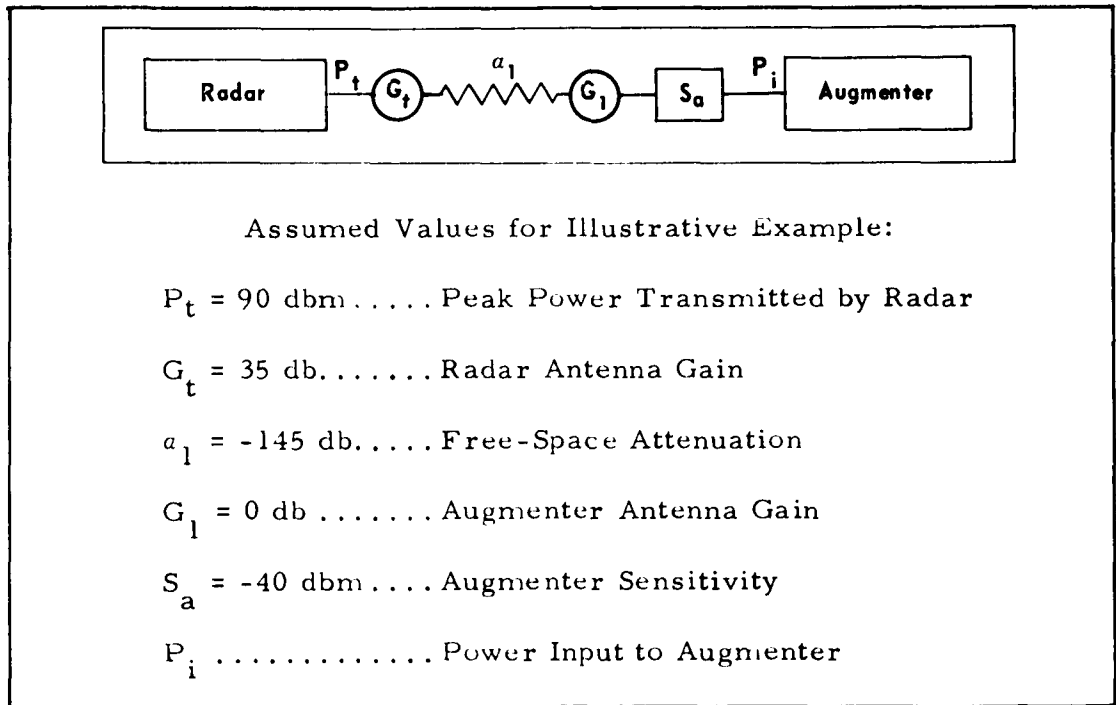 Radar P_t G_t α_1 G_1 S_a P_i Augmenter
Assumed Values for Illustrative Example:
P_t = 90 dbm ..... Peak Power Transmitted by Radar
G_t = 35 db....... Radar Antenna Gain
α_1 = -145 db..... Free-Space Attenuation
G_1 = 0 db ....... Augmenter Antenna Gain
S_a = -40 dbm .... Augmenter Sensitivity
P_i ............. Power Input to Augmenter